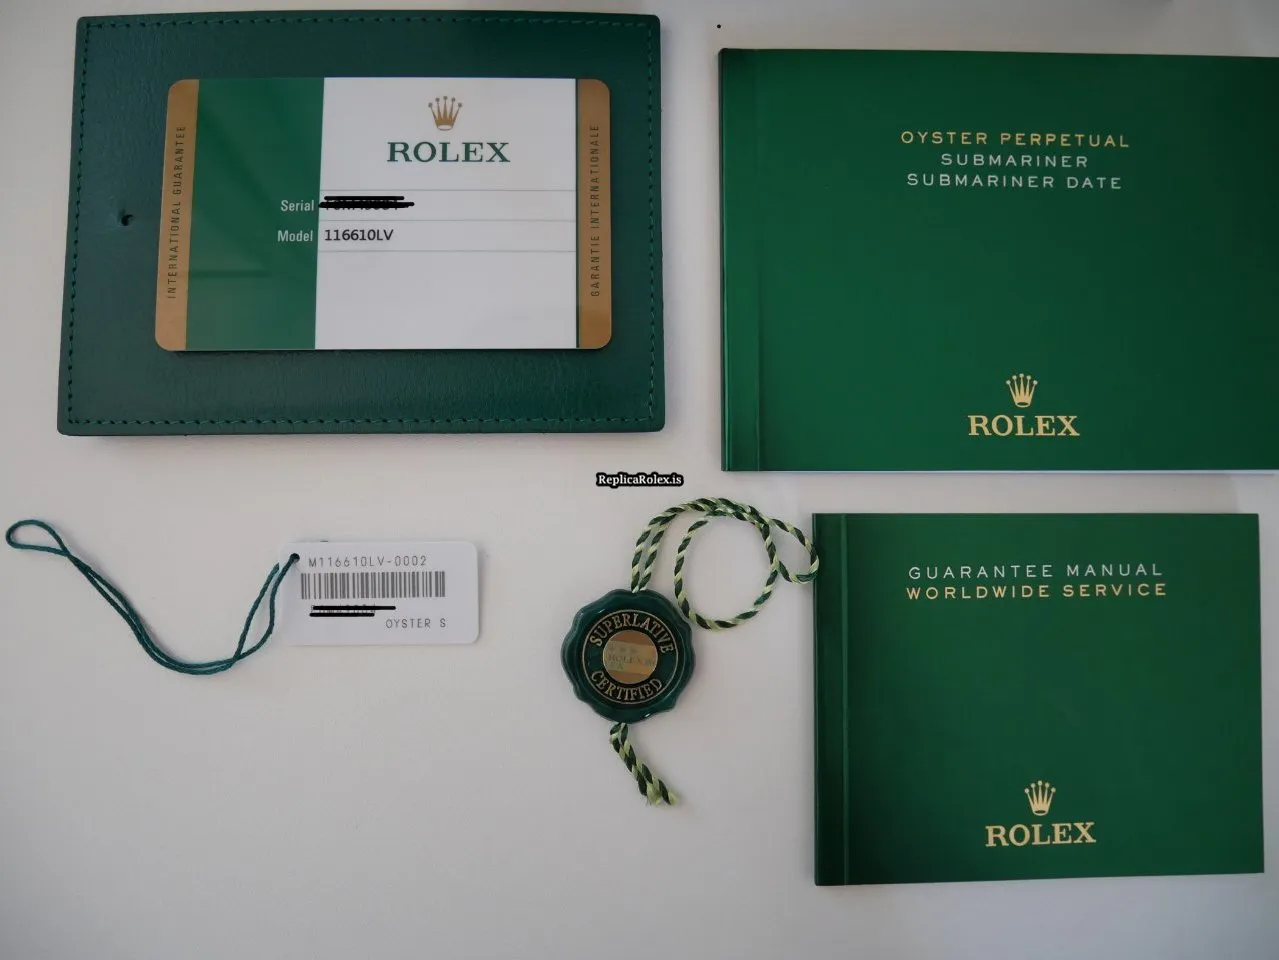 INTERNATIONAL GUARANTEE
ROLEX
Serial
Model 116610LV
GARANTIE INTERNATIONALE
OYSTER PERPETUAL
SUBMARINER
SUBMARINER DATE
ROLEX
ReplicaRolex.is
M116610LV-0002
OYSTER S
SUPERLATIVE
ROLEX
CERTIFIED
GUARANTEE MANUAL
WORLDWIDE SERVICE
ROLEX